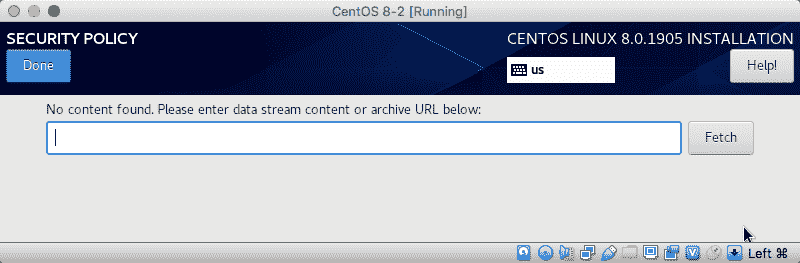 CentOS 8-2 [Running]
SECURITY POLICY
CENTOS LINUX 8.0.1905 INSTALLATION
Done
us
Help!
No content found. Please enter data stream content or archive URL below:
Fetch
Left ⌘